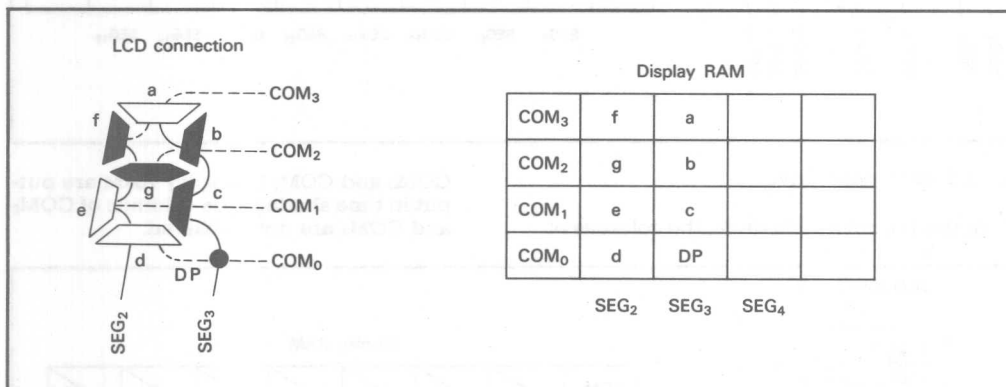 LCD connection
a
f
b
g
c
e
d
DP
COM₃
COM₂
COM₁
COM₀
SEG₂
SEG₃
Display RAM
COM₃ f a
COM₂ g b
COM₁ e c
COM₀ d DP
SEG₂ SEG₃ SEG₄